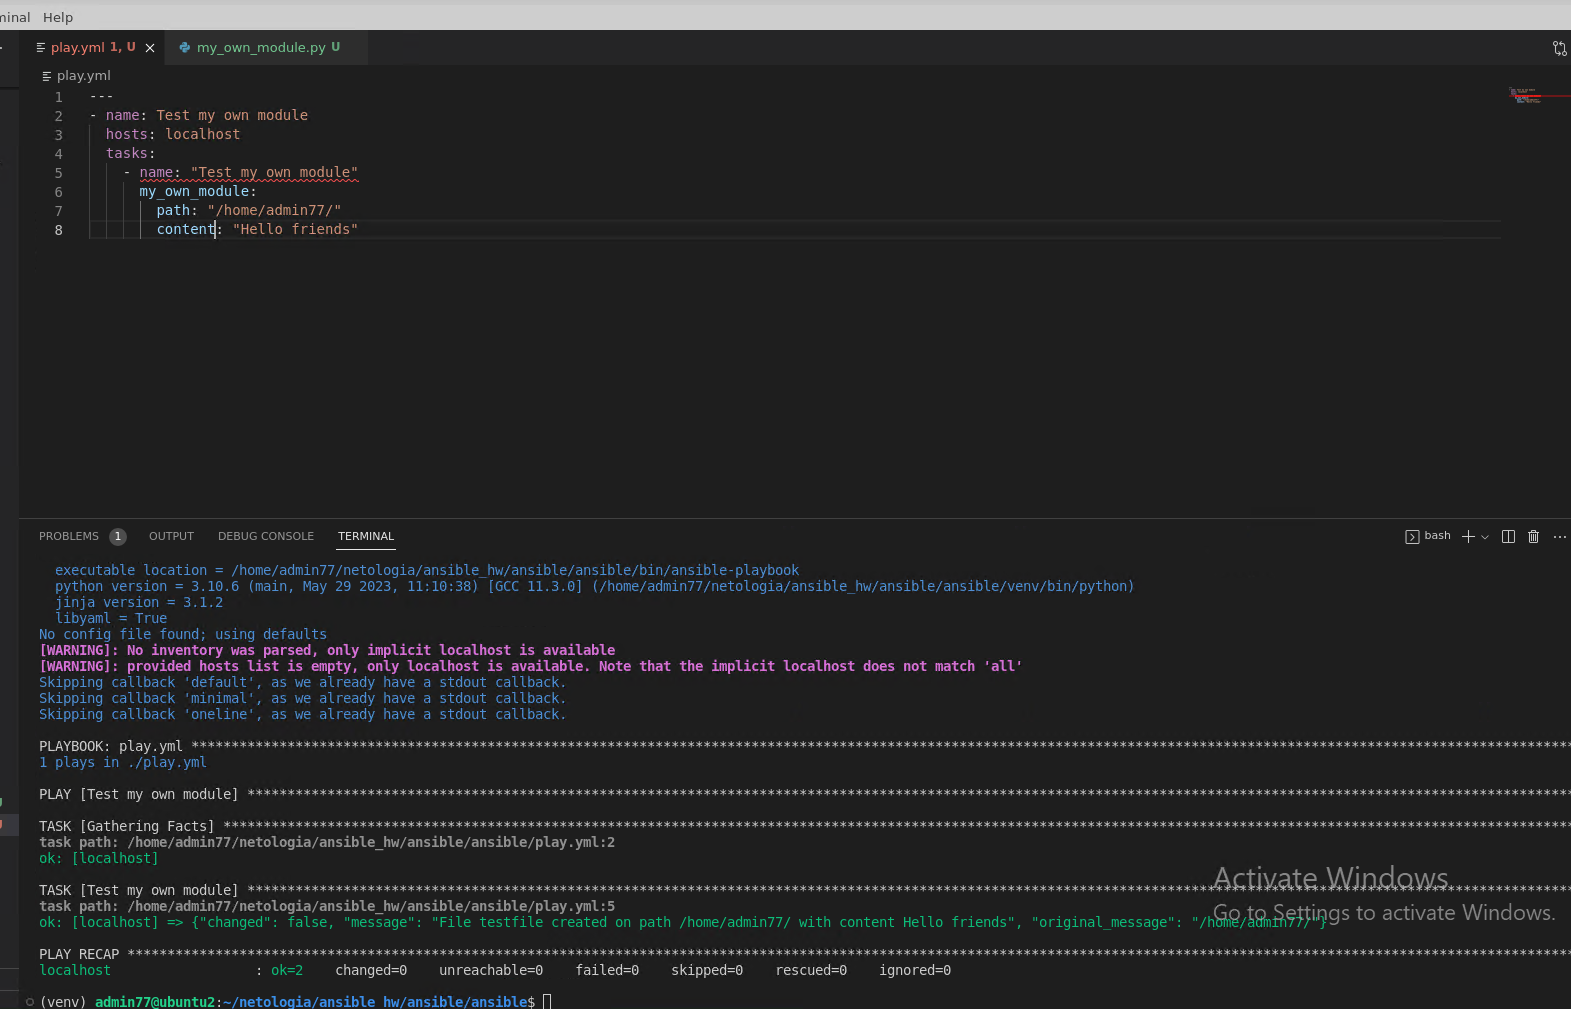 minal Help
play.yml 1, U
my_own_module.py U
play.yml
1 ---
2 - name: Test my own module
3 hosts: localhost
4 tasks:
5 - name: "Test my own module"
6 my_own_module:
7 path: "/home/admin77/"
8 content: "Hello friends"
PROBLEMS 1 OUTPUT DEBUG CONSOLE TERMINAL
bash
executable location = /home/admin77/netologia/ansible_hw/ansible/ansible/bin/ansible-playbook
python version = 3.10.6 (main, May 29 2023, 11:10:38) [GCC 11.3.0] (/home/admin77/netologia/ansible_hw/ansible/ansible/venv/bin/python)
jinja version = 3.1.2
libyaml = True
No config file found; using defaults
[WARNING]: No inventory was parsed, only implicit localhost is available
[WARNING]: provided hosts list is empty, only localhost is available. Note that the implicit localhost does not match 'all'
Skipping callback 'default', as we already have a stdout callback.
Skipping callback 'minimal', as we already have a stdout callback.
Skipping callback 'oneline', as we already have a stdout callback.
PLAYBOOK: play.yml ****************************************************************************************************************************************************************************
1 plays in ./play.yml
PLAY [Test my own module] *********************************************************************************************************************************************************************
TASK [Gathering Facts] ************************************************************************************************************************************************************************
task path: /home/admin77/netologia/ansible_hw/ansible/ansible/play.yml:2
ok: [localhost]
TASK [Test my own module] *********************************************************************************************************************************************************************
task path: /home/admin77/netologia/ansible_hw/ansible/ansible/play.yml:5
ok: [localhost] => {"changed": false, "message": "File testfile created on path /home/admin77/ with content Hello friends", "original_message": "/home/admin77/"}
PLAY RECAP ************************************************************************************************************************************************************************************
localhost : ok=2 changed=0 unreachable=0 failed=0 skipped=0 rescued=0 ignored=0
(venv) admin77@ubuntu2:~/netologia/ansible_hw/ansible/ansible$
Activate Windows
Go to Settings to activate Windows.